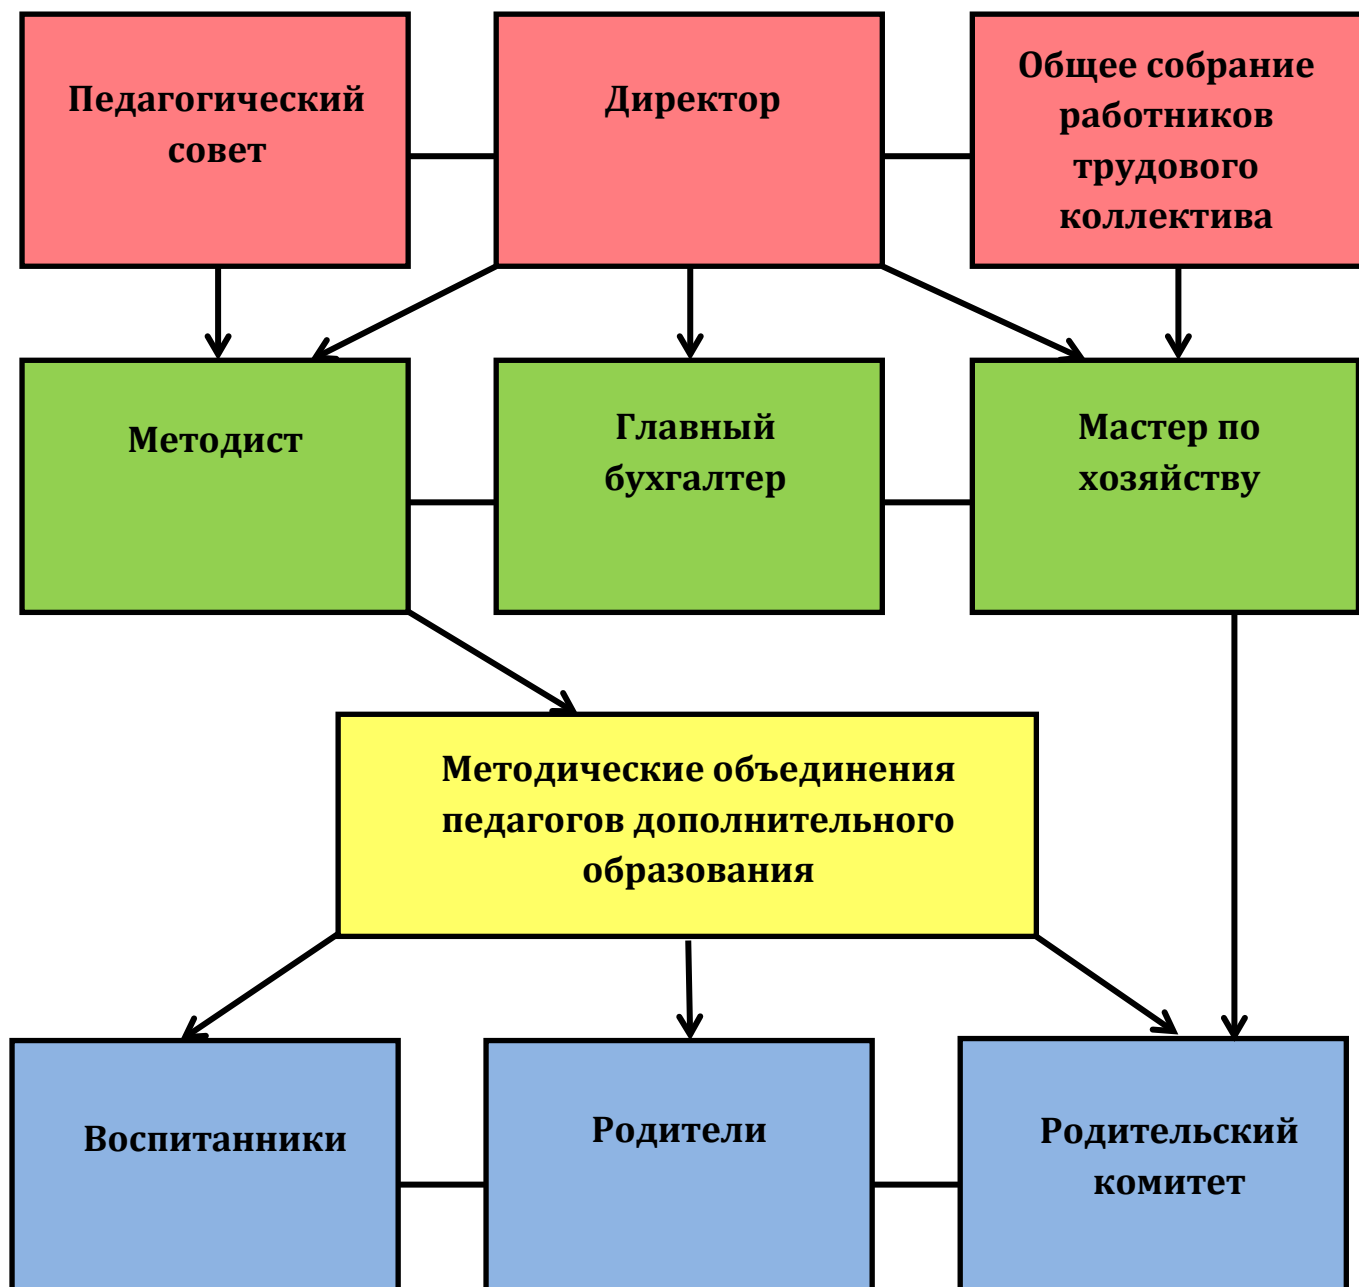 Педагогический
совет
Директор
Общее собрание
работников
трудового
коллектива
Методист
Главный
бухгалтер
Мастер по
хозяйству
Методические объединения
педагогов дополнительного
образования
Воспитанники
Родители
Родительский
комитет